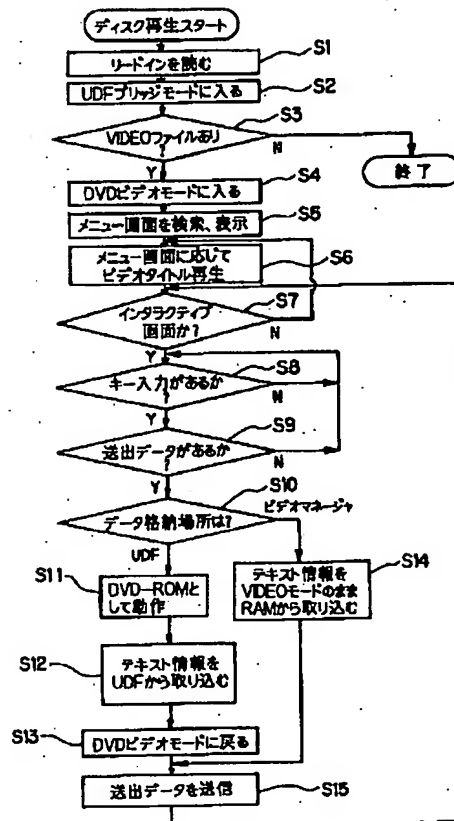 ディスク再生スタート
S1
リードインを読む
S2
UDFブリッジモードに入る
S3
VIDEOファイルあり
?
N
Y
終了
S4
DVDビデオモードに入る
S5
メニュー画面を検索、表示
S6
メニュー画面に応じて
ビデオタイトル再生
S7
インタラクティブ
画面か?
N
Y
S8
キー入力があるか
?
N
Y
S9
送出データがあるか
?
N
Y
S10
データ格納場所は?
ビデオマネージャ
UDF
S11
DVD-ROMと
して動作
S14
テキスト情報を
VIDEOモードのまま
RAMから取り込む
S12
テキスト情報を
UDFから取り込む
S13
DVDビデオモードに戻る
S15
送出データを送信